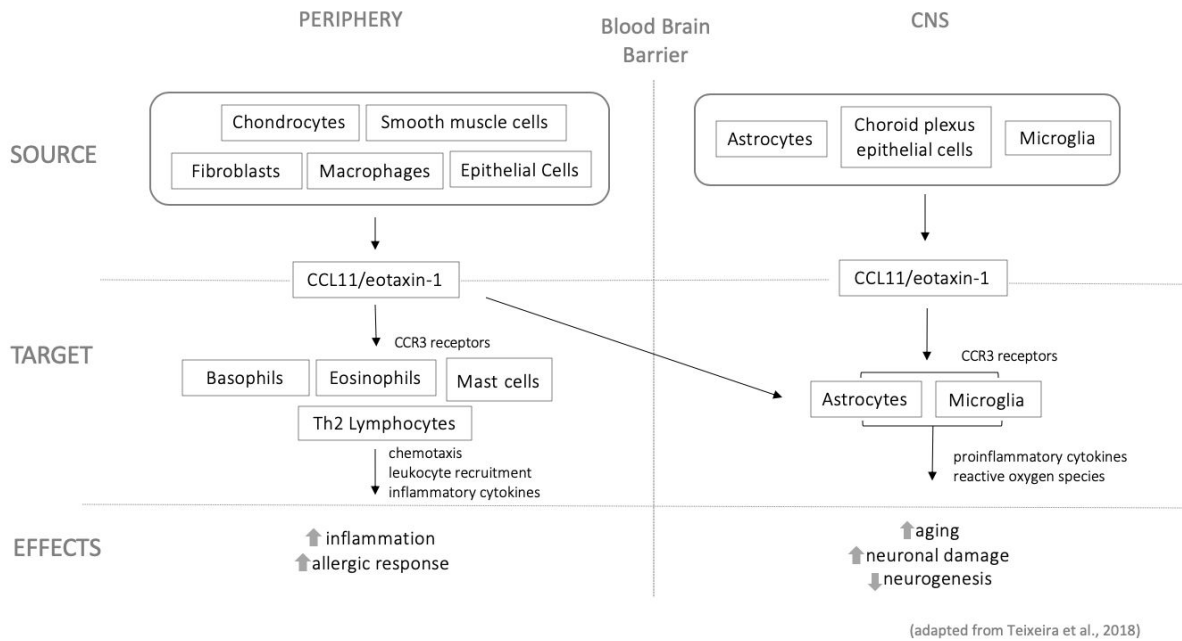 PERIPHERY
Blood Brain
Barrier
CNS
SOURCE
Chondrocytes
Smooth muscle cells
Fibroblasts
Macrophages
Epithelial Cells
Astrocytes
Choroid plexus
epithelial cells
Microglia
CCL11/eotaxin-1
CCL11/eotaxin-1
TARGET
CCR3 receptors
Basophils
Eosinophils
Mast cells
Th2 Lymphocytes
chemotaxis
leukocyte recruitment
inflammatory cytokines
CCR3 receptors
Astrocytes
Microglia
proinflammatory cytokines
reactive oxygen species
EFFECTS
inflammation
allergic response
aging
neuronal damage
neurogenesis
(adapted from Teixeira et al., 2018)